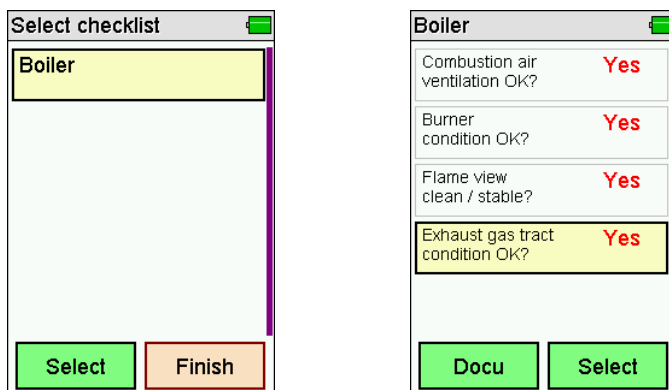 Select checklist
Boiler
Select
Finish
Boiler
Combustion air
ventilation OK?
Yes
Burner
condition OK?
Yes
Flame view
clean / stable?
Yes
Exhaust gas tract
condition OK?
Yes
Docu
Select